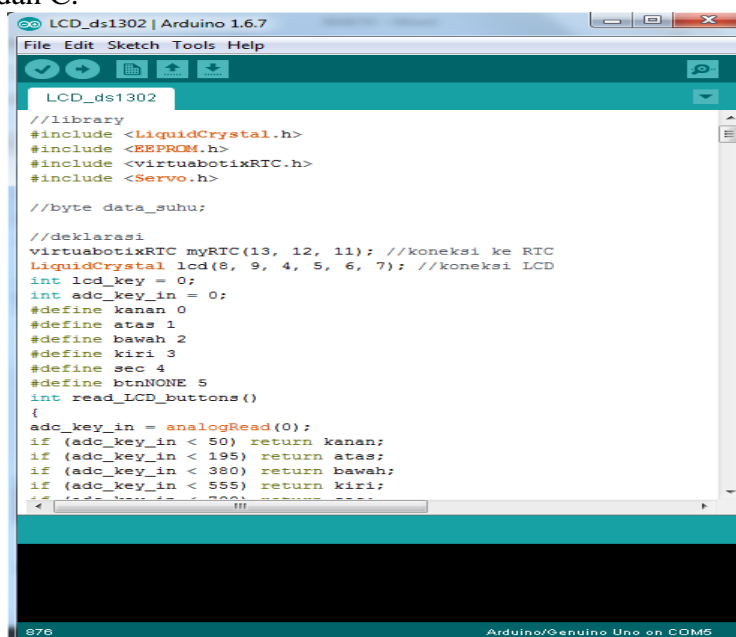 dan C.
LCD_ds1302 | Arduino 1.6.7
File Edit Sketch Tools Help
LCD_ds1302
//library
#include <LiquidCrystal.h>
#include <EEPROM.h>
#include <virtuabotixRTC.h>
#include <Servo.h>
//byte data_suhu;
//deklarasi
virtuabotixRTC myRTC(13, 12, 11); //koneksi ke RTC
LiquidCrystal lcd(8, 9, 4, 5, 6, 7); //koneksi LCD
int lcd_key = 0;
int adc_key_in = 0;
#define kanan 0
#define atas 1
#define bawah 2
#define kiri 3
#define sec 4
#define btnNONE 5
int read_LCD_buttons()
{
adc_key_in = analogRead(0);
if (adc_key_in < 50) return kanan;
if (adc_key_in < 195) return atas;
if (adc_key_in < 380) return bawah;
if (adc_key_in < 555) return kiri;
876
Arduino/Genuino Uno on COM5